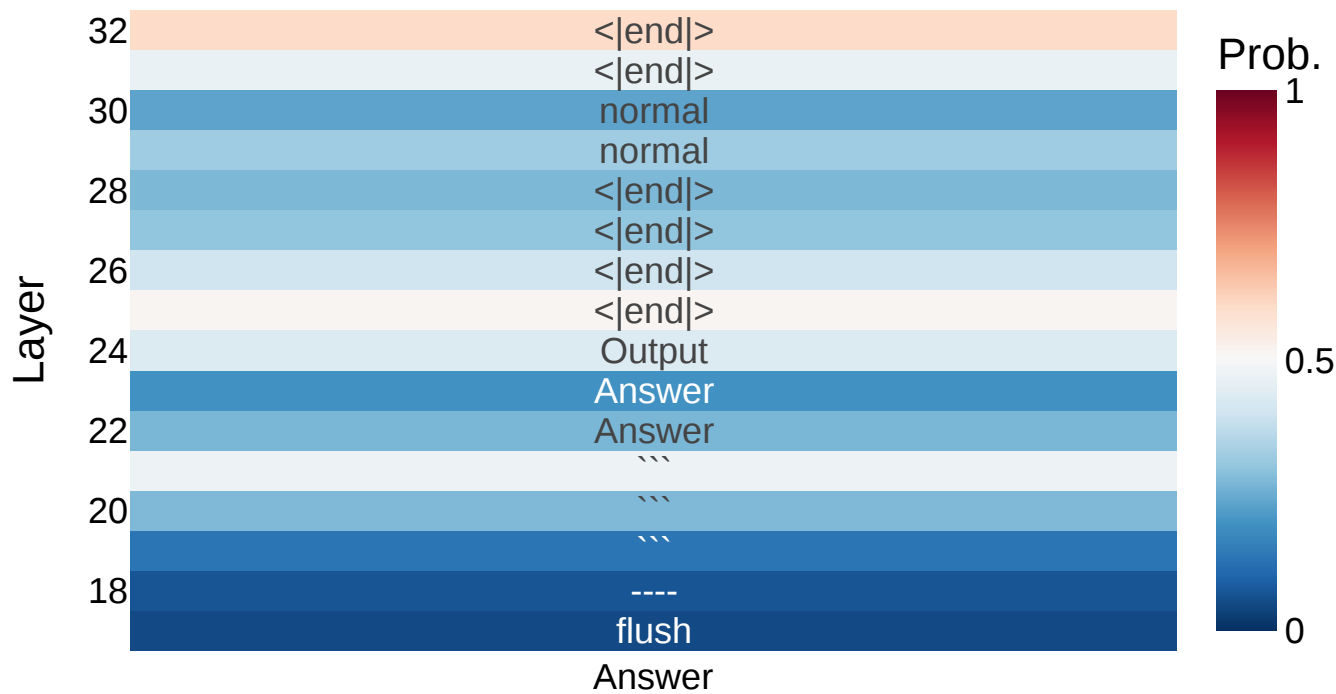 32 <|end|>
<|end|>
30 normal
normal
28 <|end|>
<|end|>
26 <|end|>
<|end|>
24 Output
Answer
22 Answer
```
20 ```
```
18 ----
flush
Answer
Layer
Prob.
1
0.5
0